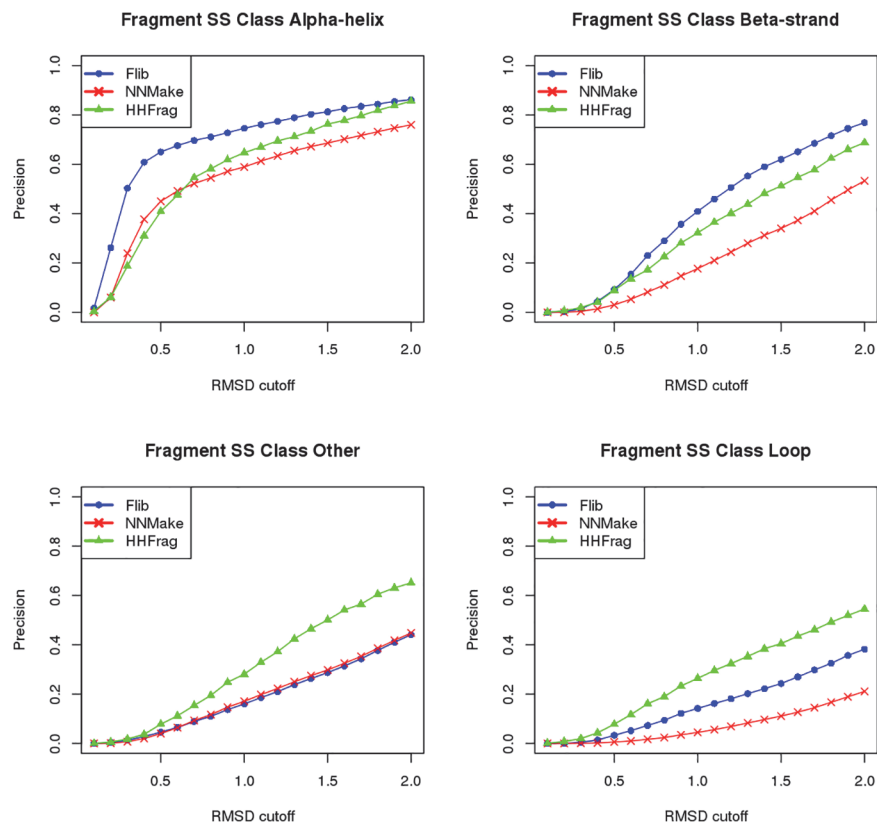 Fragment SS Class Alpha-helix
Precision
1.0
0.8
0.6
0.4
0.2
0.0
Flib
NNMake
HHFrag
0.5 1.0 1.5 2.0
RMSD cutoff
Fragment SS Class Beta-strand
Precision
1.0
0.8
0.6
0.4
0.2
0.0
Flib
NNMake
HHFrag
0.5 1.0 1.5 2.0
RMSD cutoff
Fragment SS Class Other
Precision
1.0
0.8
0.6
0.4
0.2
0.0
Flib
NNMake
HHFrag
0.5 1.0 1.5 2.0
RMSD cutoff
Fragment SS Class Loop
Precision
1.0
0.8
0.6
0.4
0.2
0.0
Flib
NNMake
HHFrag
0.5 1.0 1.5 2.0
RMSD cutoff